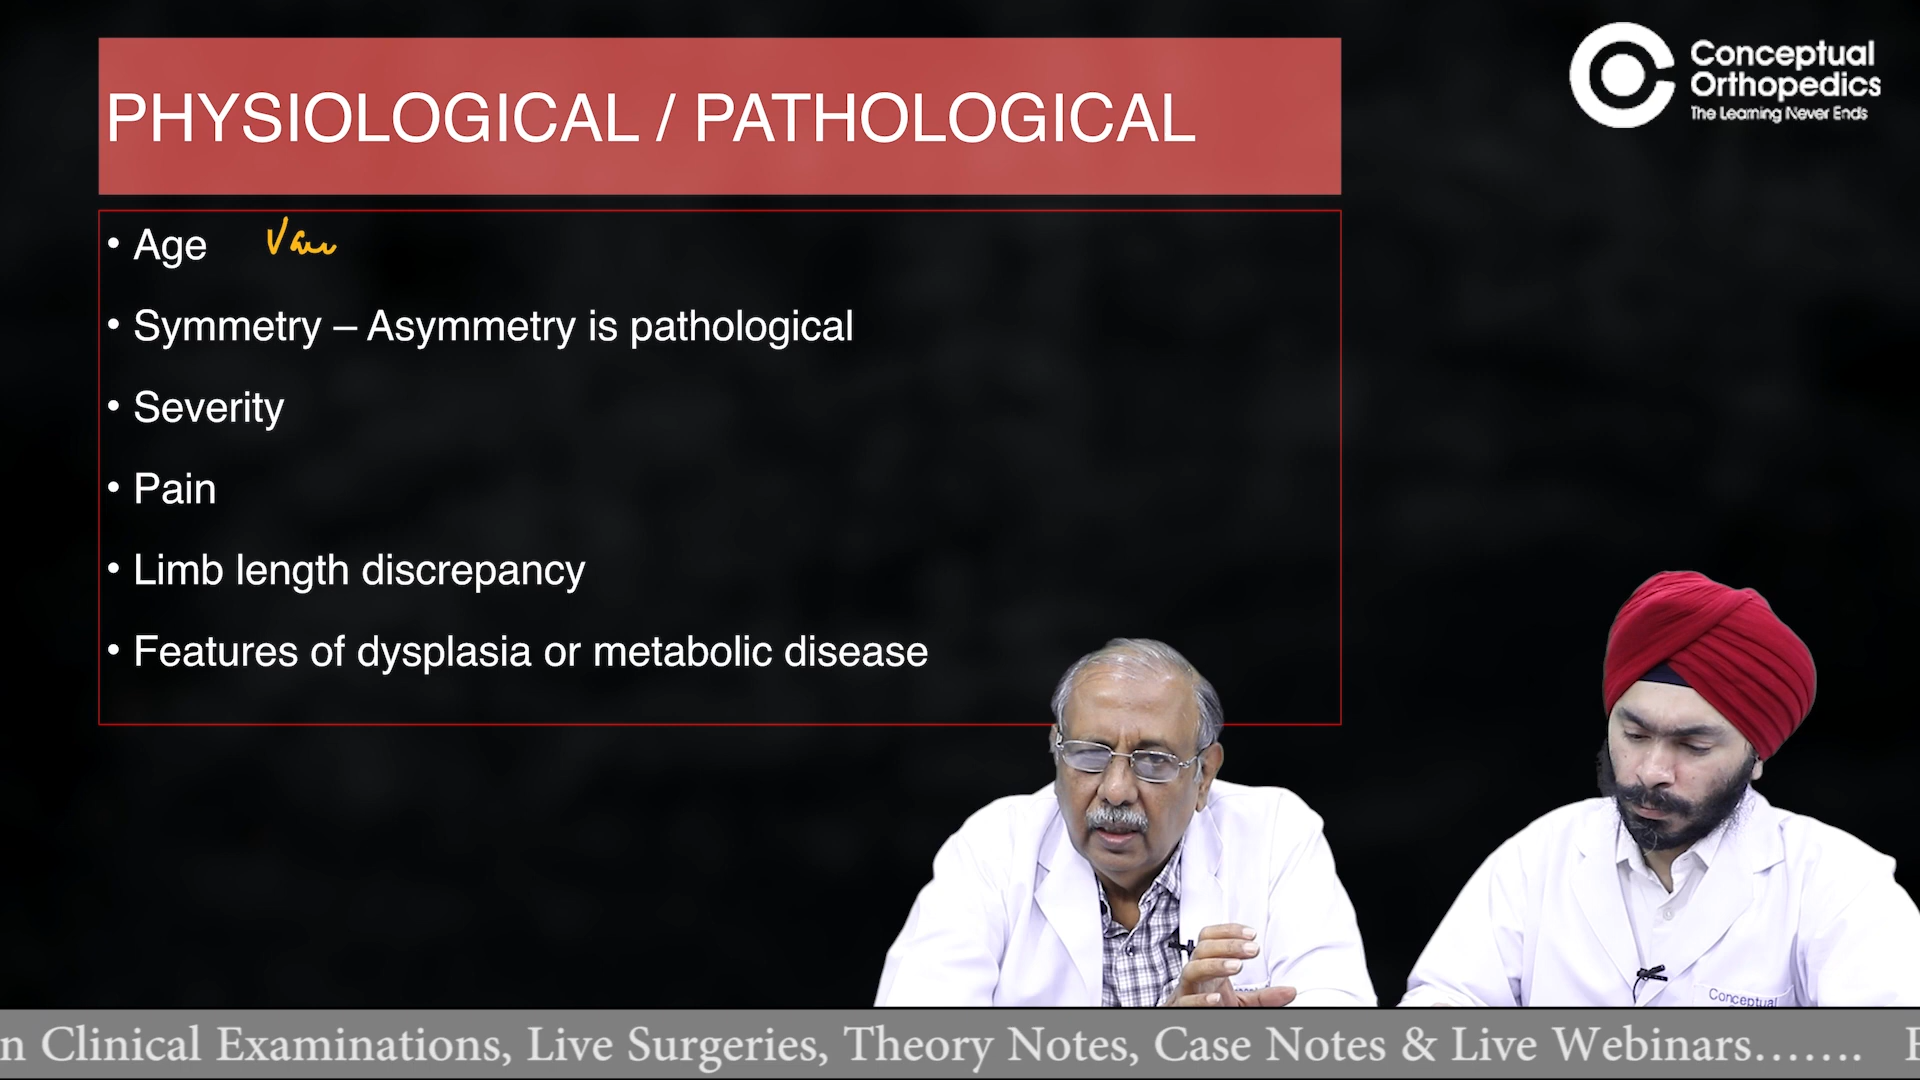 PHYSIOLOGICAL / PATHOLOGICAL
Conceptual
Orthopedics
The Learning Never Ends
• Age
• Symmetry – Asymmetry is pathological
• Severity
• Pain
• Limb length discrepancy
• Features of dysplasia or metabolic disease
Conceptual
n Clinical Examinations, Live Surgeries, Theory Notes, Case Notes & Live Webinars…….